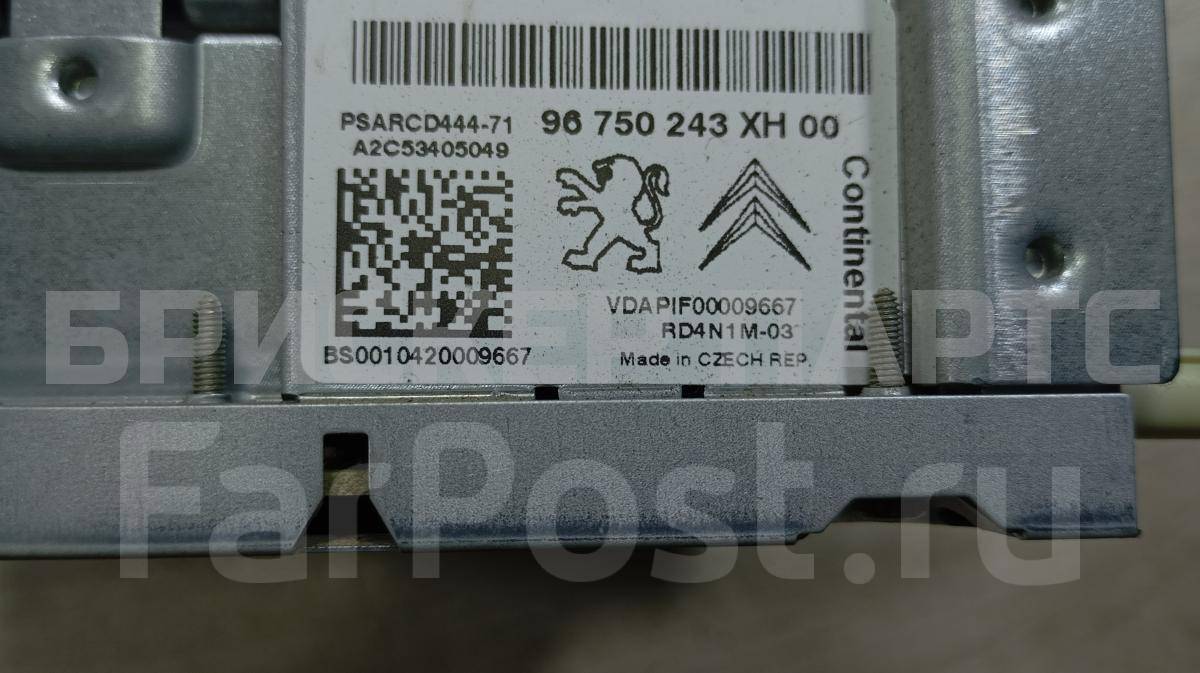 PSARCD444-71 96 750 243 XH 00
A2C53405049
Continental
VDAPIF00009667
RD4N1M-03
BS0010420009667
Made in CZECH REP.
БРИСКЕРПАРТС
FarPost.ru